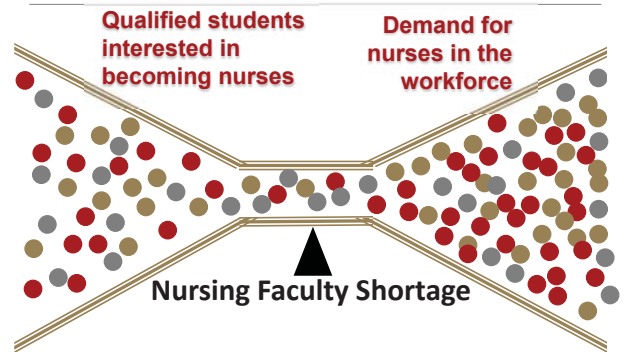 Qualified students
interested in
becoming nurses
Demand for
nurses in the
workforce
Nursing Faculty Shortage